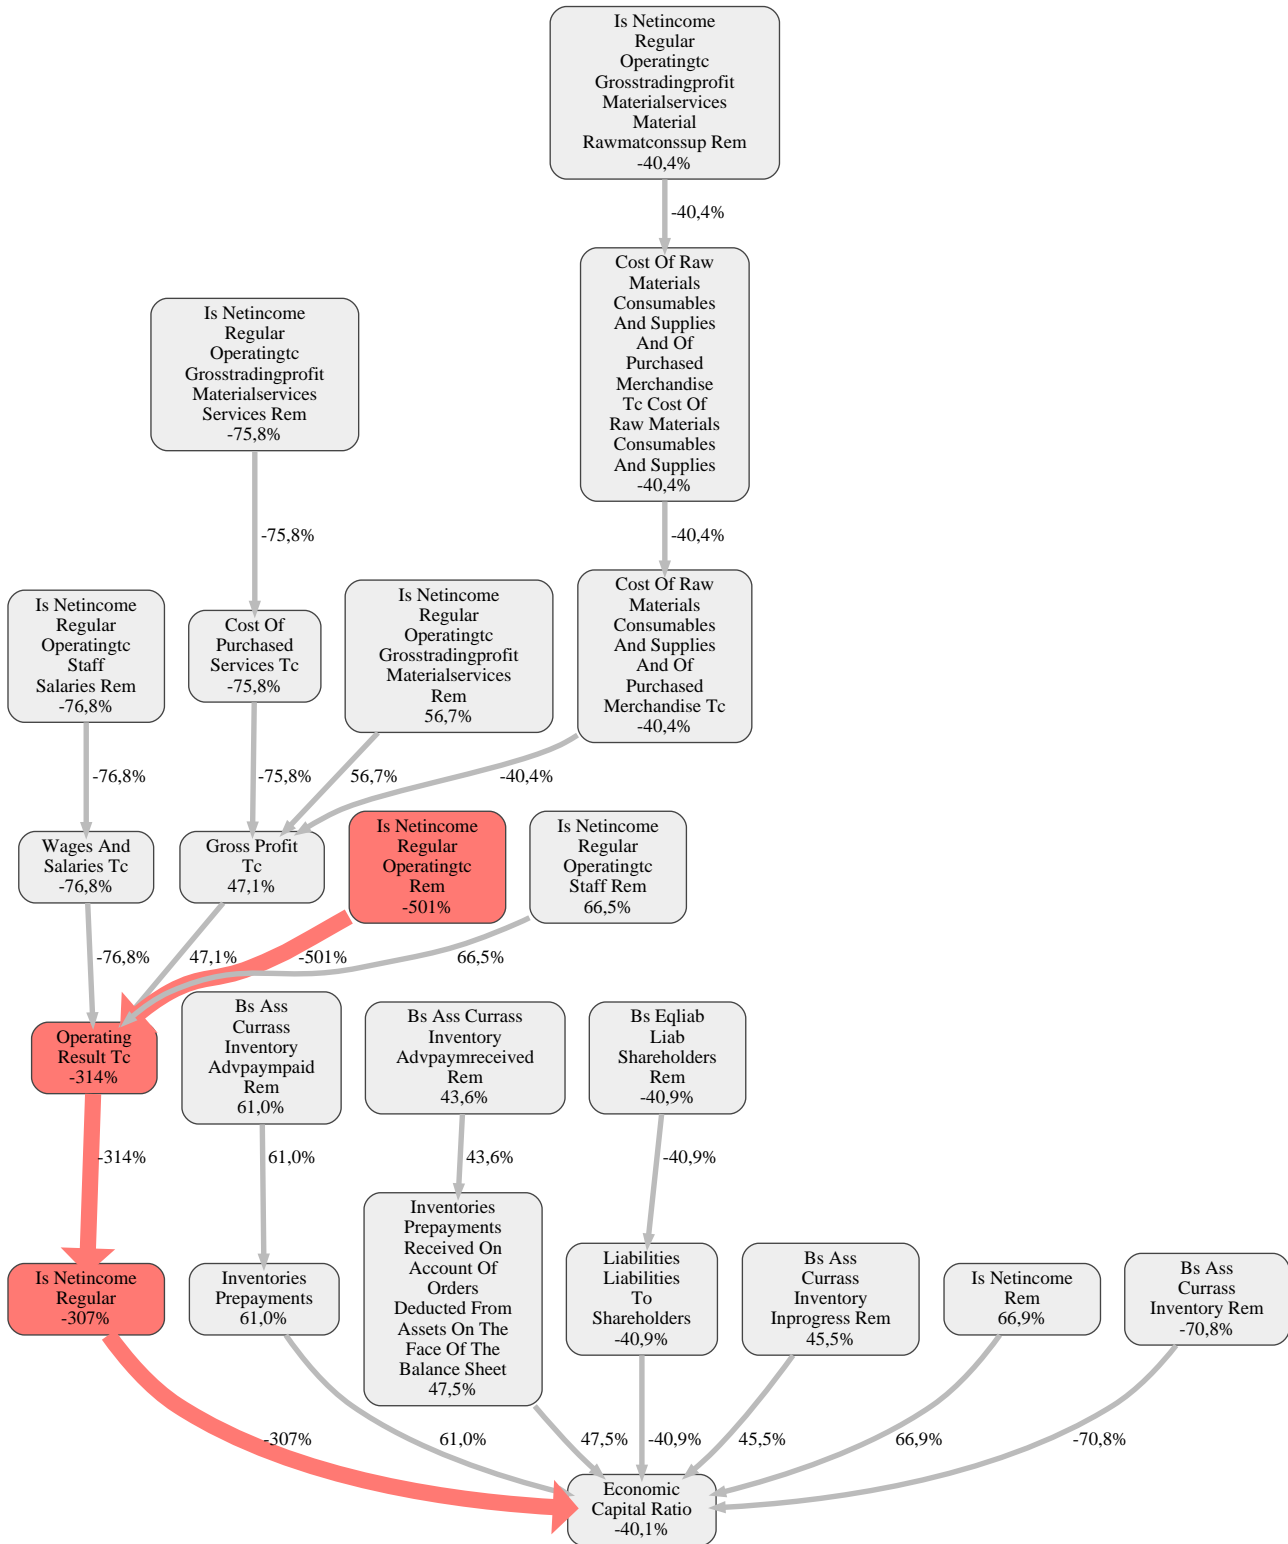 Is Netincome
Regular
Operatingtc
Grosstradingprofit
Materialservices
Material
Rawmatconssup Rem
-40,4%
-40,4%
Cost Of Raw
Materials
Consumables
And Supplies
And Of
Purchased
Merchandise
Tc Cost Of
Raw Materials
Consumables
And Supplies
-40,4%
Is Netincome
Regular
Operatingtc
Grosstradingprofit
Materialservices
Services Rem
-75,8%
-75,8%
-40,4%
Is Netincome
Regular
Operatingtc
Staff
Salaries Rem
-76,8%
Cost Of
Purchased
Services Tc
-75,8%
Is Netincome
Regular
Operatingtc
Grosstradingprofit
Materialservices
Rem
56,7%
Cost Of Raw
Materials
Consumables
And Supplies
And Of
Purchased
Merchandise Tc
-40,4%
-76,8%
-75,8%
56,7%
-40,4%
Wages And
Salaries Tc
-76,8%
Gross Profit
Tc
47,1%
Is Netincome
Regular
Operatingtc
Rem
-501%
Is Netincome
Regular
Operatingtc
Staff Rem
66,5%
-76,8%
47,1%
-501%
66,5%
Operating
Result Tc
-314%
Bs Ass
Currass
Inventory
Advpaympaid
Rem
61,0%
Bs Ass Currass
Inventory
Advpaymreceived
Rem
43,6%
Bs Eqliab
Liab
Shareholders
Rem
-40,9%
-314%
61,0%
43,6%
-40,9%
Is Netincome
Regular
-307%
Inventories
Prepayments
61,0%
Inventories
Prepayments
Received On
Account Of
Orders
Deducted From
Assets On The
Face Of The
Balance Sheet
47,5%
Liabilities
Liabilities
To
Shareholders
-40,9%
Bs Ass
Currass
Inventory
Inprogress Rem
45,5%
Is Netincome
Rem
66,9%
Bs Ass
Currass
Inventory Rem
-70,8%
-307%
61,0%
47,5%
-40,9%
45,5%
66,9%
-70,8%
Economic
Capital Ratio
-40,1%